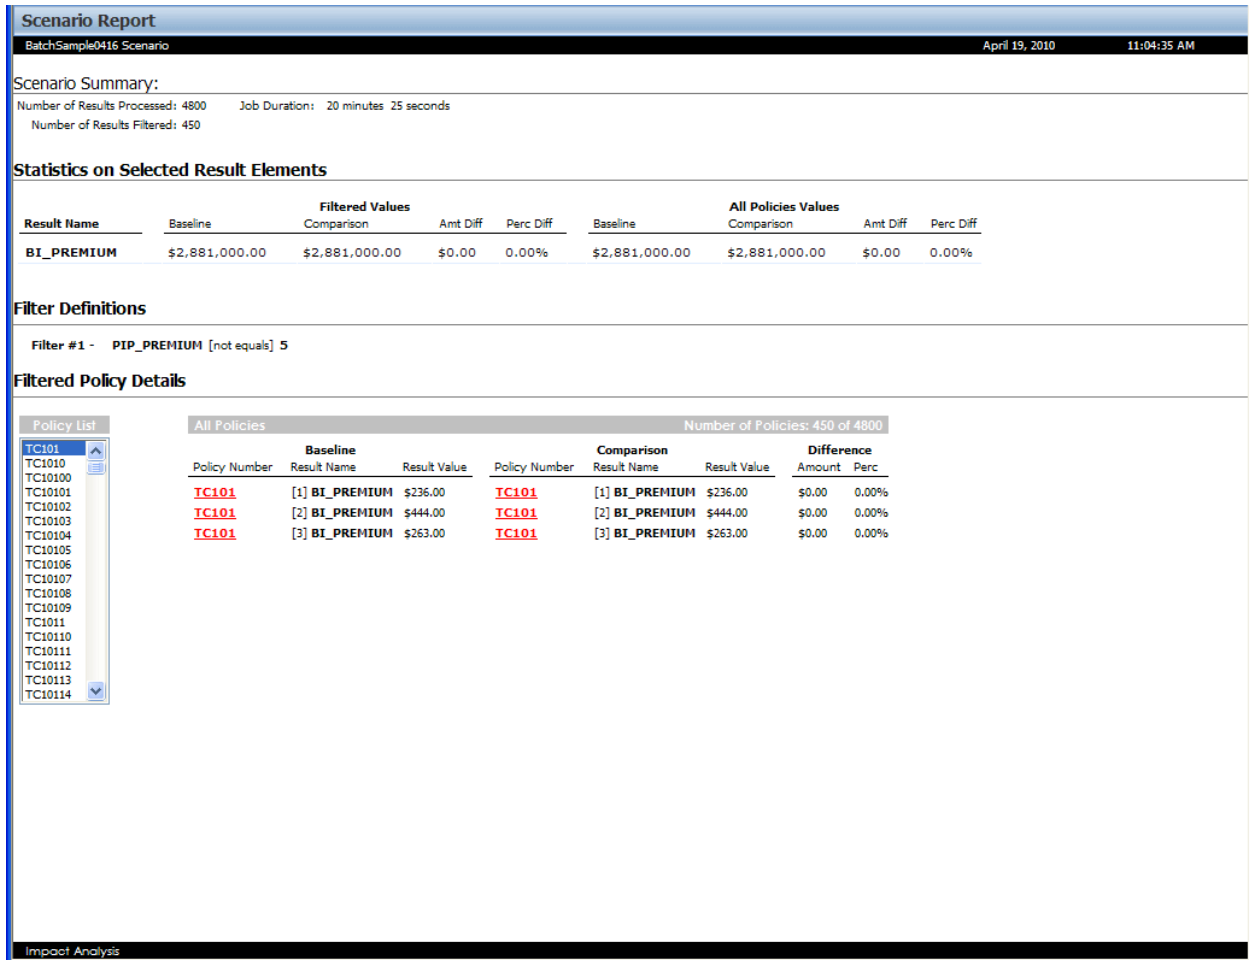 Scenario Report
BatchSample0416 Scenario April 19, 2010 11:04:35 AM
Scenario Summary:
Number of Results Processed: 4800 Job Duration: 20 minutes 25 seconds
Number of Results Filtered: 450
Statistics on Selected Result Elements
Filtered Values All Policies Values
Result Name Baseline Comparison Amt Diff Perc Diff Baseline Comparison Amt Diff Perc Diff
BI_PREMIUM $2,881,000.00 $2,881,000.00 $0.00 0.00% $2,881,000.00 $2,881,000.00 $0.00 0.00%
Filter Definitions
Filter #1 - PIP_PREMIUM [not equals] 5
Filtered Policy Details
Policy List
TC101
TC1010
TC10100
TC10101
TC10102
TC10103
TC10104
TC10105
TC10106
TC10107
TC10108
TC10109
TC1011
TC10110
TC10111
TC10112
TC10113
TC10114
All Policies Number of Policies: 450 of 4800
Baseline Comparison Difference
Policy Number Result Name Result Value Policy Number Result Name Result Value Amount Perc
TC101 [1] BI_PREMIUM $236.00 TC101 [1] BI_PREMIUM $236.00 $0.00 0.00%
TC101 [2] BI_PREMIUM $444.00 TC101 [2] BI_PREMIUM $444.00 $0.00 0.00%
TC101 [3] BI_PREMIUM $263.00 TC101 [3] BI_PREMIUM $263.00 $0.00 0.00%
Impact Analysis